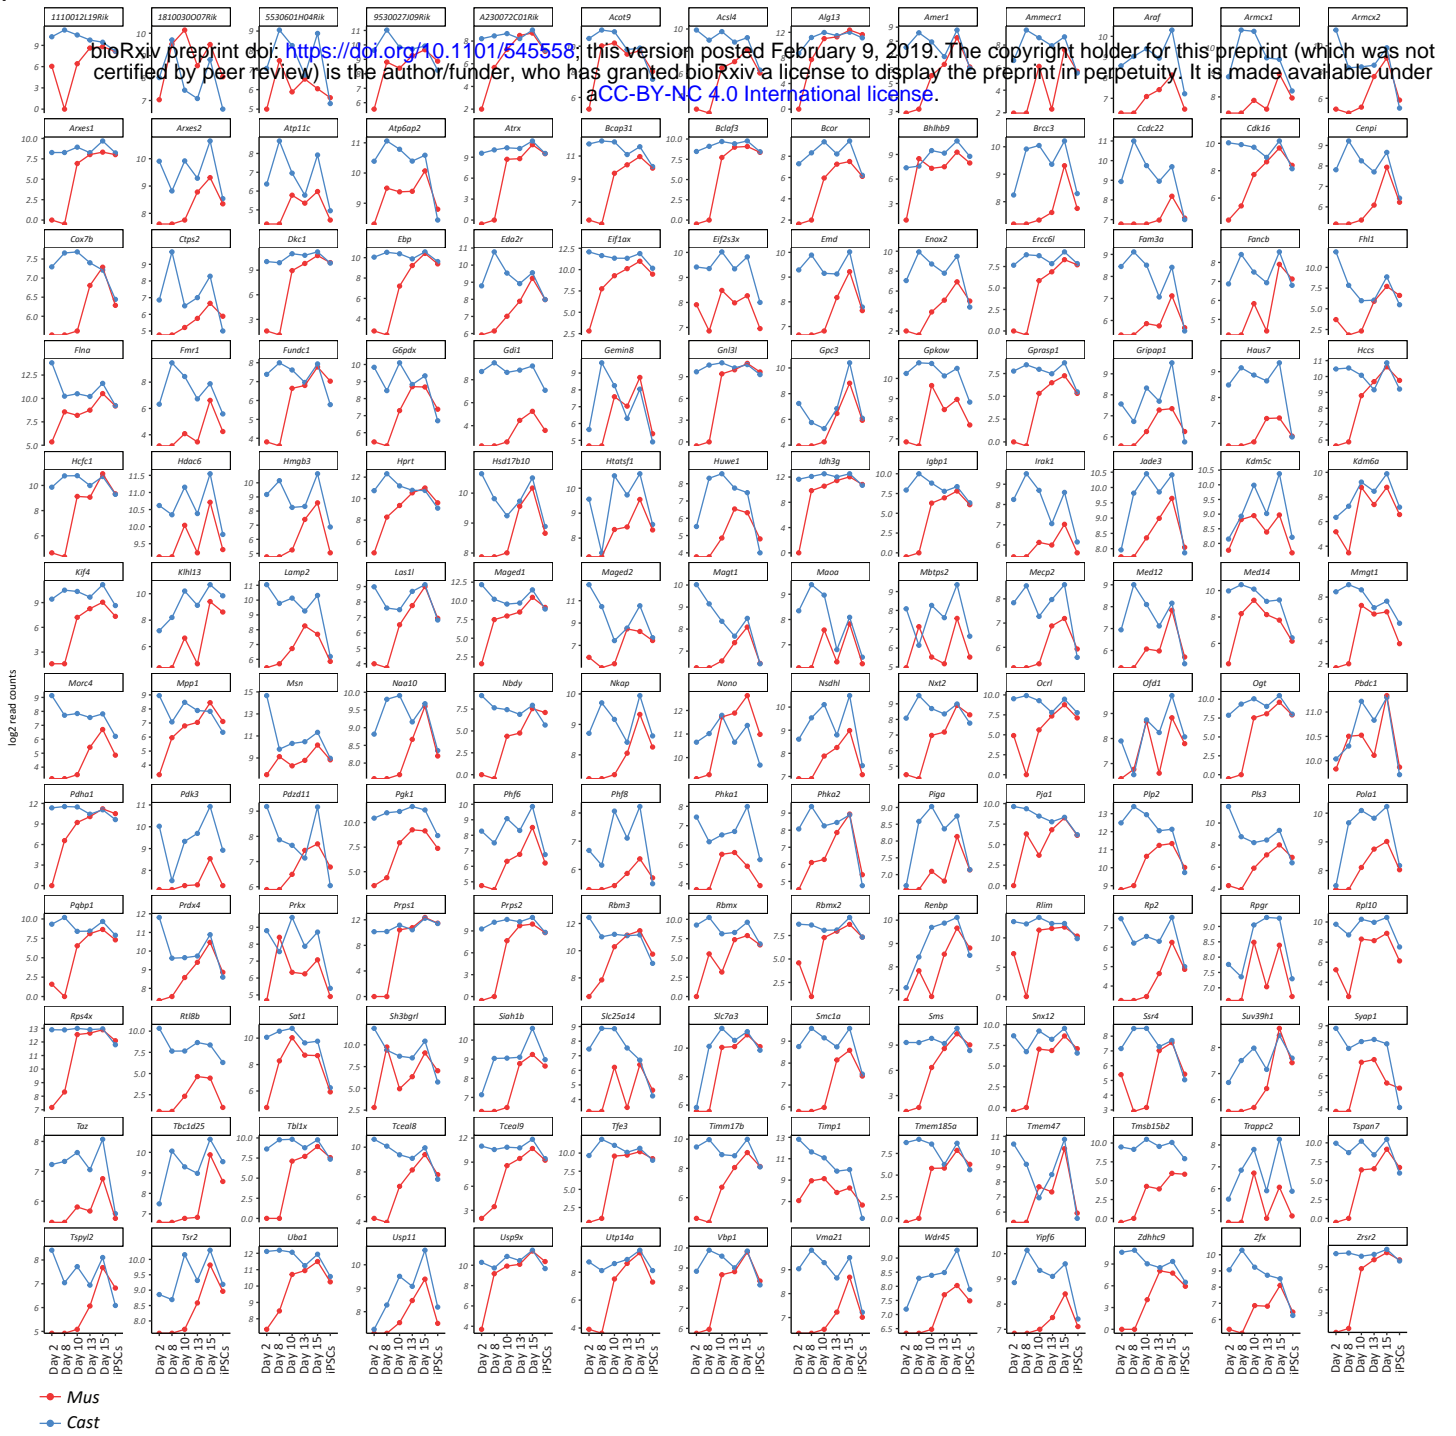 1110012L19Rik 1810030O07Rik 5530601H04Rik 9530027J09Rik A230072C01Rik Acot9 Acsl4 Alg13 Amer1 Ammecr1 Araf Armcx1 Armcx2
bioRxiv preprint doi: https://doi.org/10.1101/545558; this version posted February 9, 2019. The copyright holder for this preprint (which was not
certified by peer review) is the author/funder, who has granted bioRxiv a license to display the preprint in perpetuity. It is made available under
aCC-BY-NC 4.0 International license.
Arxes1 Arxes2 Atp11c Atp6ap2 Atrx Bcap31 Bclaf3 Bcor Bhlhb9 Brcc3 Ccdc22 Cdk16 Cenpi
Cox7b Ctps2 Dkc1 Ebp Eda2r Eif1ax Eif2s3x Emd Enox2 Ercc6l Fam3a Fancb Fhl1
Flna Fmr1 Fundc1 G6pdx Gdi1 Gemin8 Gnl3l Gpc3 Gpkow Gprasp1 Gripap1 Haus7 Hccs
Hcfc1 Hdac6 Hmgb3 Hprt Hsd17b10 Htatsf1 Huwe1 Idh3g Igbp1 Irak1 Jade3 Kdm5c Kdm6a
Kif4 Klhl13 Lamp2 Las1l Maged1 Maged2 Magt1 Maoa Mbtps2 Mecp2 Med12 Med14 Mmgt1
log2 read counts
Morc4 Mpp1 Msn Naa10 Nbdy Nkap Nono Nsdhl Nxt2 Ocrl Ofd1 Ogt Pbdc1
Pdha1 Pdk3 Pdzd11 Pgk1 Phf6 Phf8 Phka1 Phka2 Piga Pja1 Plp2 Pls3 Pola1
Pqbp1 Prdx4 Prkx Prps1 Prps2 Rbm3 Rbmx Rbmx2 Renbp Rlim Rp2 Rpgr Rpl10
Rps4x Rtl8b Sat1 Sh3bgrl Siah1b Slc25a14 Slc7a3 Smc1a Sms Snx12 Ssr4 Suv39h1 Syap1
Taz Tbc1d25 Tbl1x Tceal8 Tceal9 Tfe3 Timm17b Timp1 Tmem185a Tmem47 Tmsb15b2 Trappc2 Tspan7
Tspyl2 Tsr2 Uba1 Usp11 Usp9x Utp14a Vbp1 Vma21 Wdr45 Yipf6 Zdhhc9 Zfx Zrsr2
Day 2 Day 8 Day 10 Day 13 Day 15 iPSCs
Mus
Cast